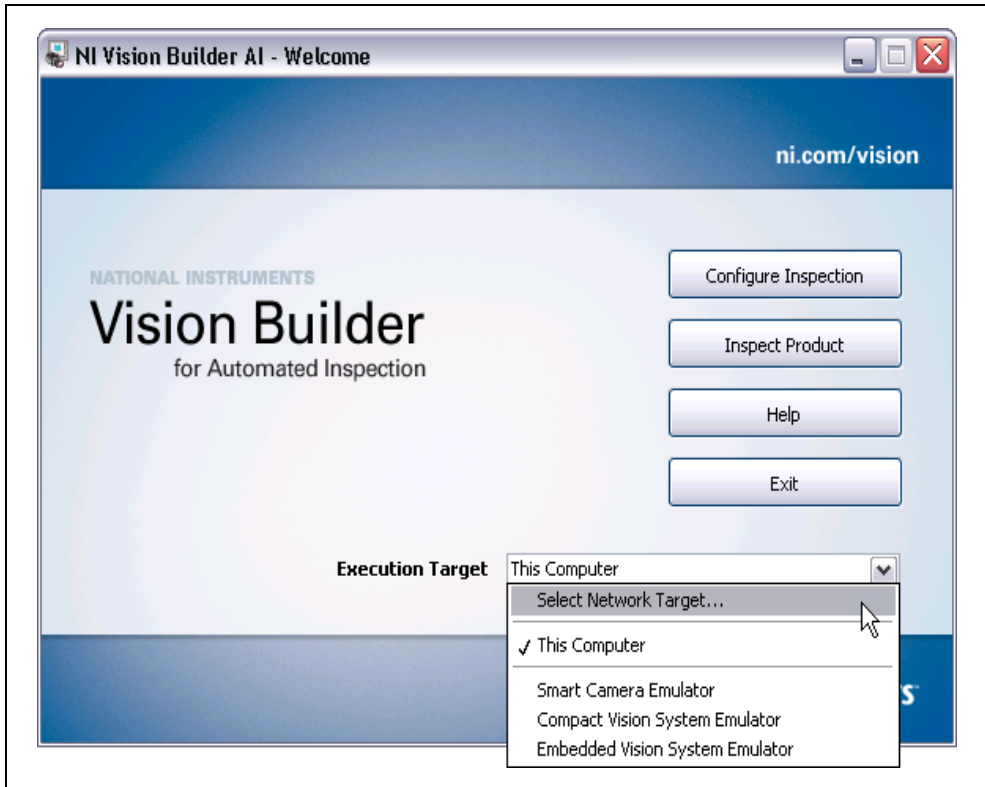 NI Vision Builder AI - Welcome
ni.com/vision
NATIONAL INSTRUMENTS
Vision Builder
for Automated Inspection
Configure Inspection
Inspect Product
Help
Exit
Execution Target
This Computer
Select Network Target...
✓ This Computer
Smart Camera Emulator
Compact Vision System Emulator
Embedded Vision System Emulator